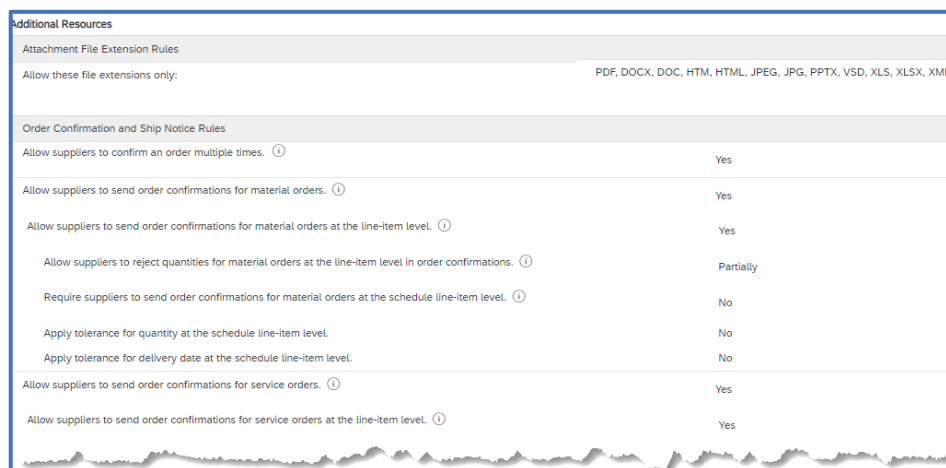 Additional Resources
Attachment File Extension Rules
Allow these file extensions only: PDF, DOCX, DOC, HTM, HTML, JPEG, JPG, PPTX, VSD, XLS, XLSX,
Order Confirmation and Ship Notice Rules
Allow suppliers to confirm an order multiple times. Yes
Allow suppliers to send order confirmations for material orders. Yes
Allow suppliers to send order confirmations for material orders at the line-item level. Yes
Allow suppliers to reject quantities for material orders at the line-item level in order confirmations. Partially
Require suppliers to send order confirmations for material orders at the schedule line-item level. No
Apply tolerance for quantity at the schedule line-item level. No
Apply tolerance for delivery date at the schedule line-item level. No
Allow suppliers to send order confirmations for service orders. Yes
Allow suppliers to send order confirmations for service orders at the line-item level. Yes